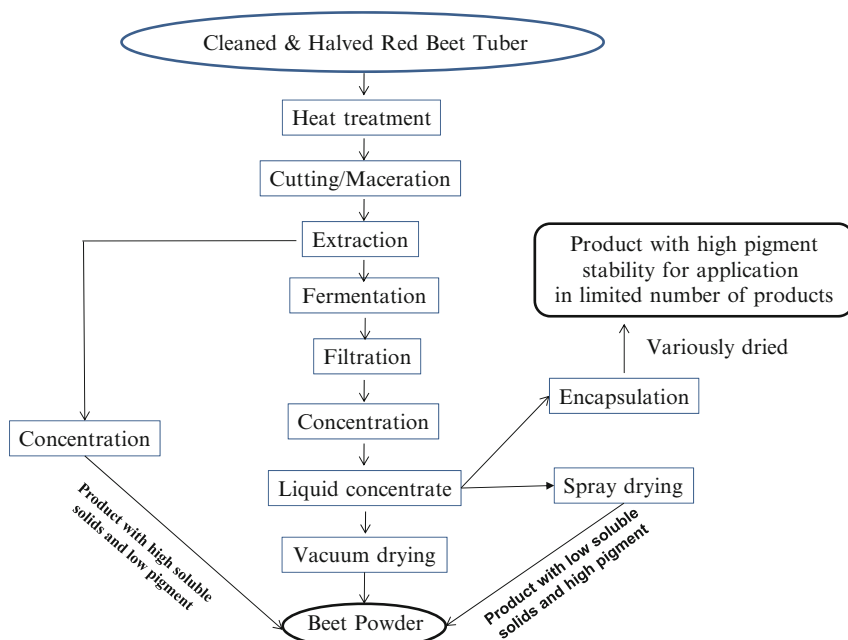 Cleaned & Halved Red Beet Tuber
Heat treatment
Cutting/Maceration
Extraction
Product with high pigment
stability for application
in limited number of products
Fermentation
Filtration
Variously dried
Encapsulation
Concentration
Concentration
Liquid concentrate
Spray drying
Product with high soluble
solids and low pigment
Vacuum drying
Product with low soluble
solids and high pigment
Beet Powder